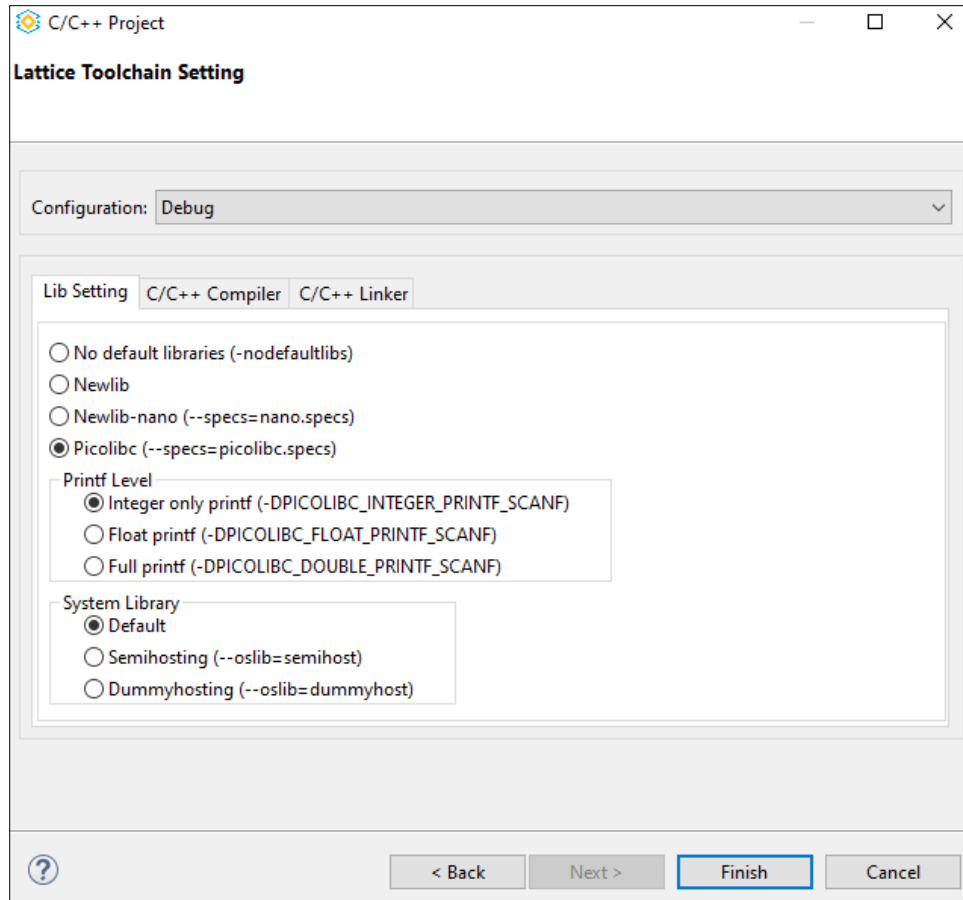 C/C++ Project
Lattice Toolchain Setting
Configuration: Debug
Lib Setting C/C++ Compiler C/C++ Linker
No default libraries (-nodefaultlibs)
Newlib
Newlib-nano (--specs=nano.specs)
Picolibc (--specs=picolibc.specs)
Printf Level
Integer only printf (-DPICOLIBC_INTEGER_PRINTF_SCANF)
Float printf (-DPICOLIBC_FLOAT_PRINTF_SCANF)
Full printf (-DPICOLIBC_DOUBLE_PRINTF_SCANF)
System Library
Default
Semihosting (--oslib=semihost)
Dummyhosting (--oslib=dummyhost)
? < Back Next > Finish Cancel